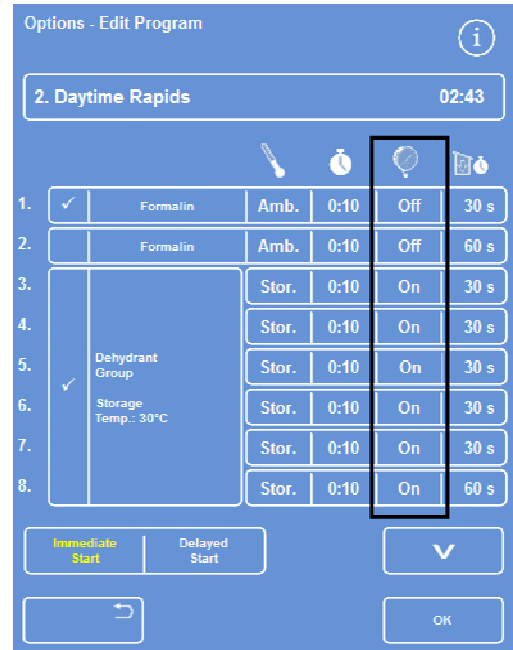 Options - Edit Program
i
2. Daytime Rapids 02:43
1. ✓ Formalin Amb. 0:10 Off 30 s
2. Formalin Amb. 0:10 Off 60 s
3. Stor. 0:10 On 30 s
4. Stor. 0:10 On 30 s
Dehydrant
5. Stor. 0:10 On 30 s
Group
✓
Storage
6. Stor. 0:10 On 30 s
Temp.: 30°C
7. Stor. 0:10 On 30 s
8. Stor. 0:10 On 60 s
Immediate Delayed
Start Start
OK